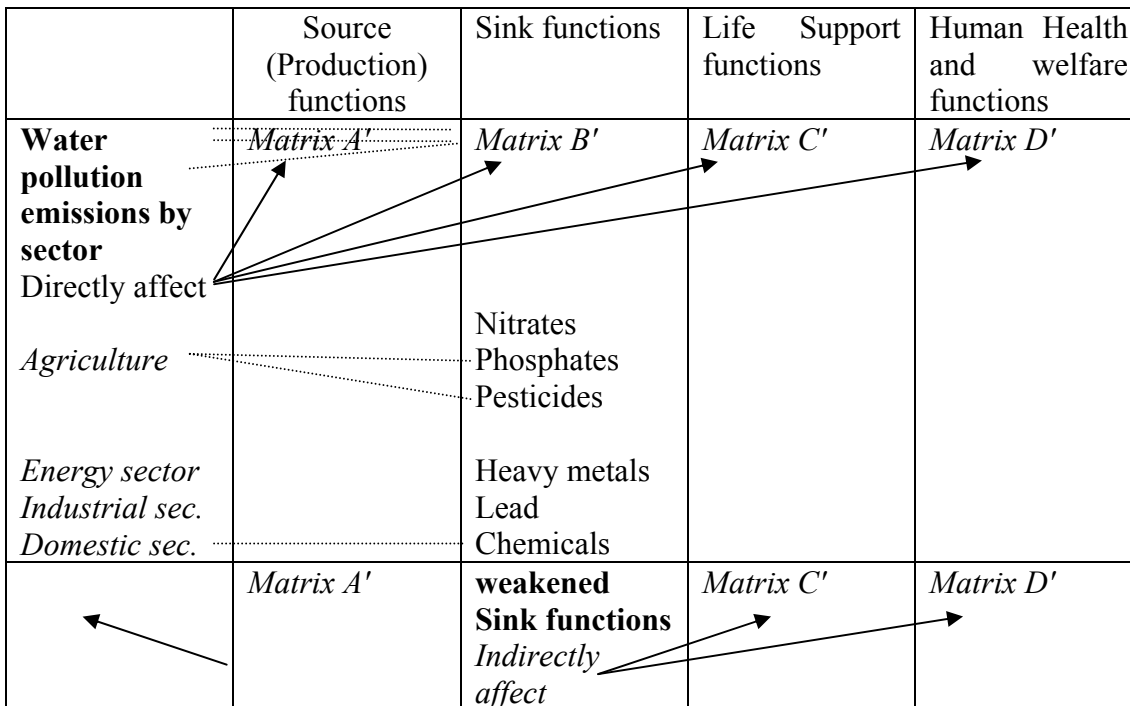 Source
(Production)
functions
Sink functions
Life Support
functions
Human Health
and welfare
functions
Water
pollution
emissions by
sector
Directly affect
Agriculture
Energy sector
Industrial sec.
Domestic sec.
Matrix A'
Matrix B'
Nitrates
Phosphates
Pesticides
Heavy metals
Lead
Chemicals
Matrix C'
Matrix D'
Matrix A'
weakened
Sink functions
Indirectly
affect
Matrix C'
Matrix D'